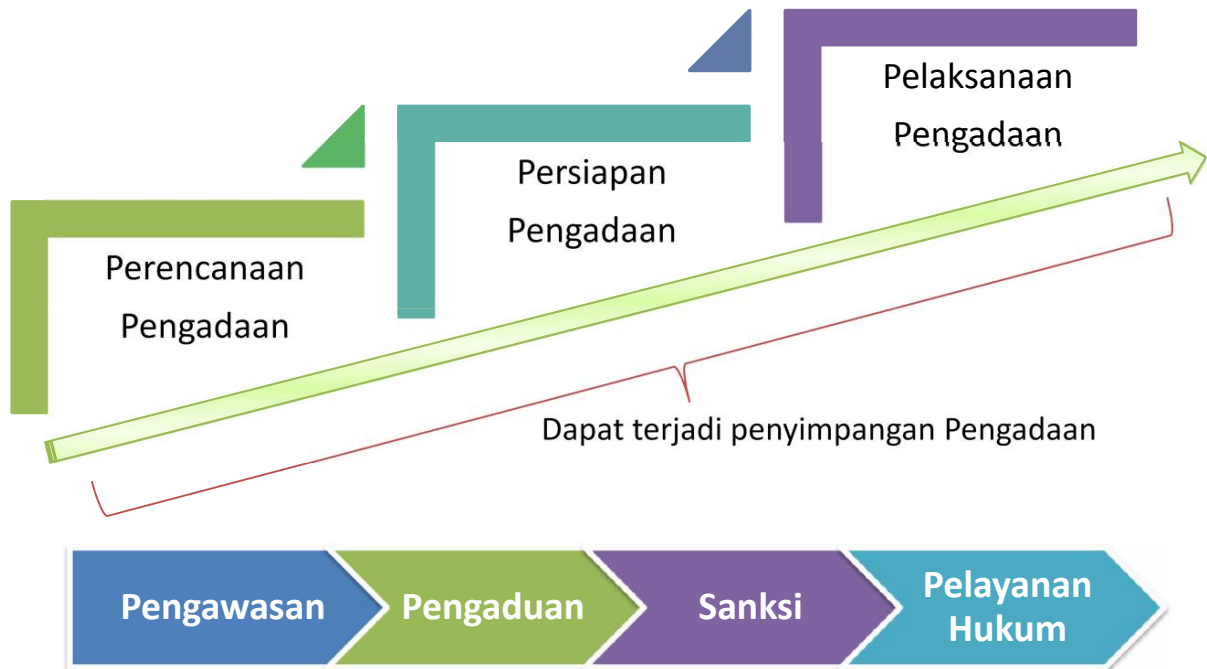 Perencanaan
Pengadaan
Persiapan
Pengadaan
Pelaksanaan
Pengadaan
Dapat terjadi penyimpangan Pengadaan
Pengawasan
Pengaduan
Sanksi
Pelayanan
Hukum